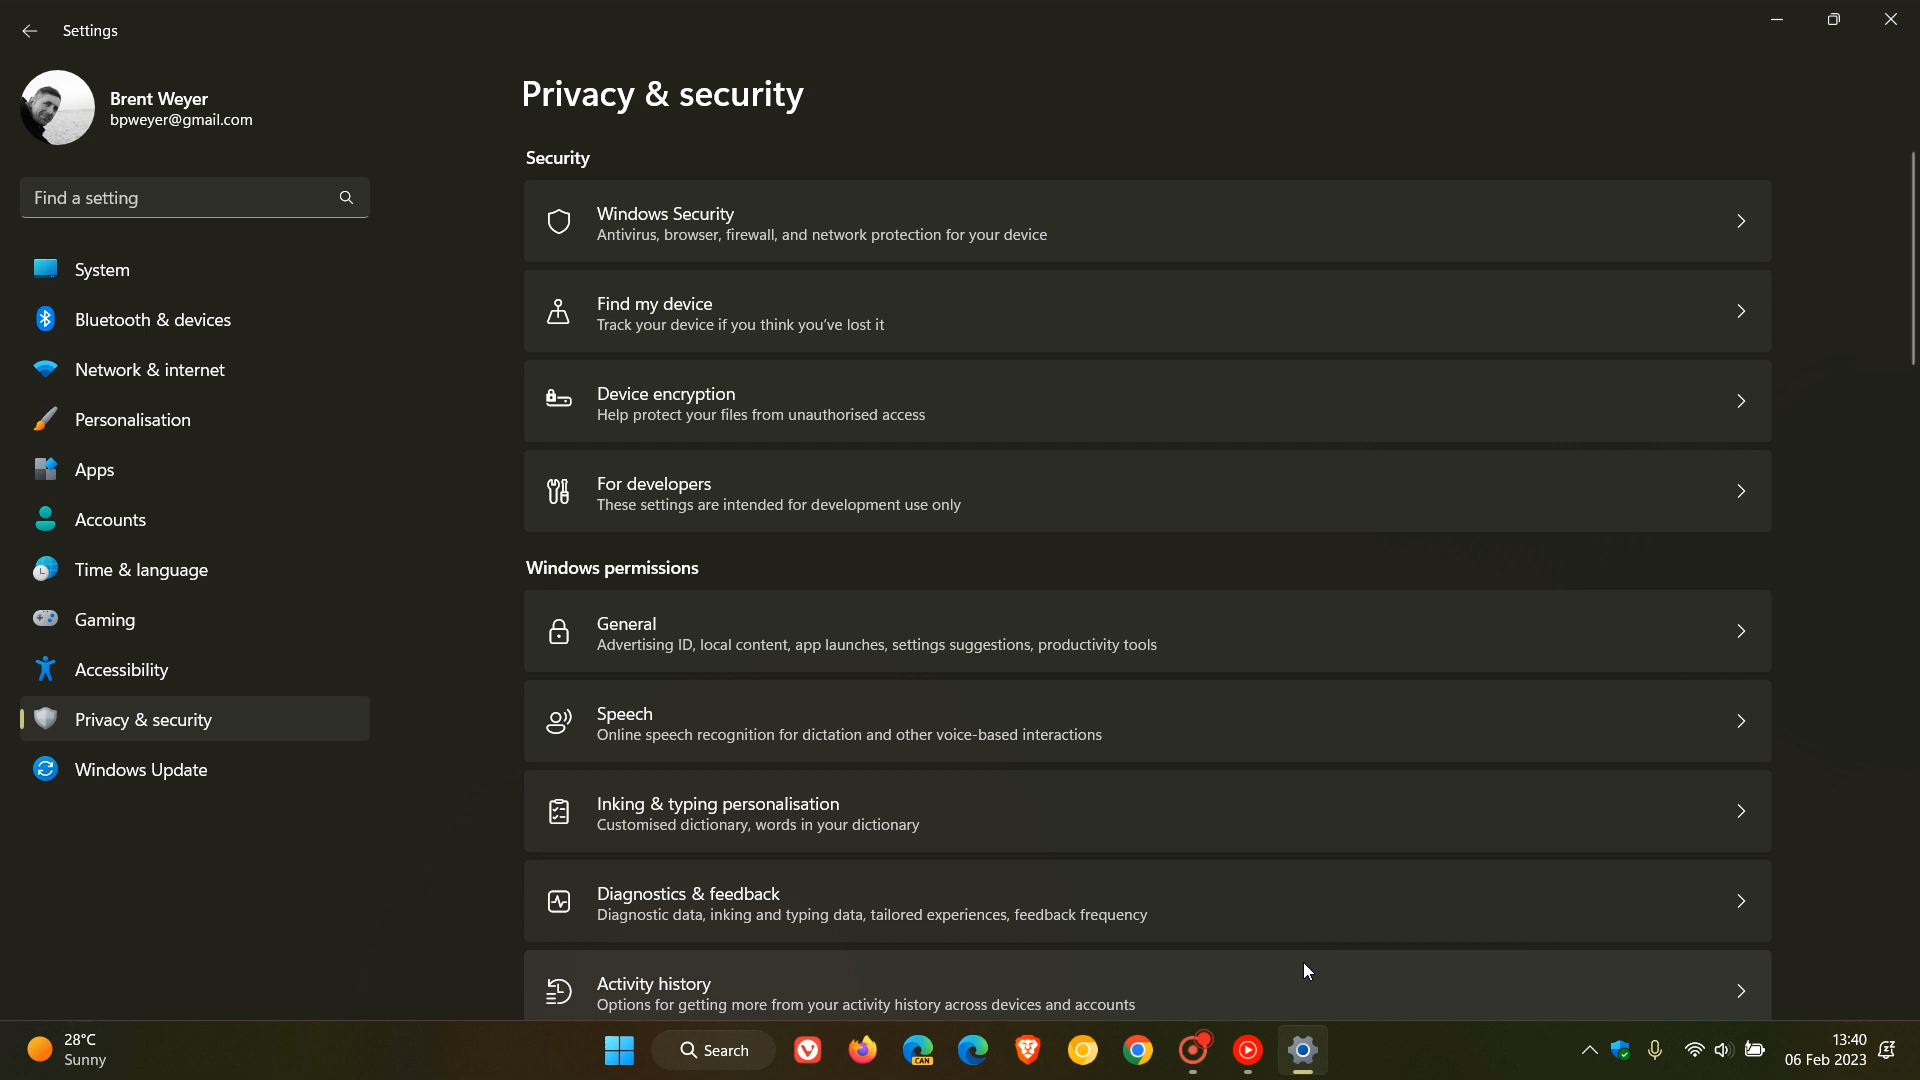 Settings
Brent Weyer
bpweyer@gmail.com
Find a setting
System
Bluetooth & devices
Network & internet
Personalisation
Apps
Accounts
Time & language
Gaming
Accessibility
Privacy & security
Windows Update
Privacy & security
Security
Windows Security
Antivirus, browser, firewall, and network protection for your device
Find my device
Track your device if you think you've lost it
Device encryption
Help protect your files from unauthorised access
For developers
These settings are intended for development use only
Windows permissions
General
Advertising ID, local content, app launches, settings suggestions, productivity tools
Speech
Online speech recognition for dictation and other voice-based interactions
Inking & typing personalisation
Customised dictionary, words in your dictionary
Diagnostics & feedback
Diagnostic data, inking and typing data, tailored experiences, feedback frequency
Activity history
Options for getting more from your activity history across devices and accounts
28°C
Sunny
Search
CAN
13:40
06 Feb 2023